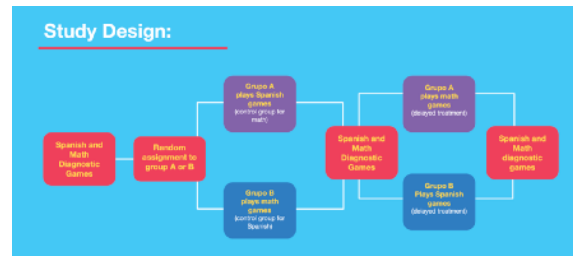 Study Design:
Grupo A
plays Spanish
games
(control group for
math)
Grupo A
plays math
games
(delayed treatment)
Spanish and
Math
Diagnostic
Games
Random
assignment to
group A or B
Spanish and
Math
Diagnostic
Games
Spanish and
Math
diagnostic
games
Grupo B
plays math
games
(control group for
Spanish)
Grupo B
Plays Spanish
games
(delayed treatment)